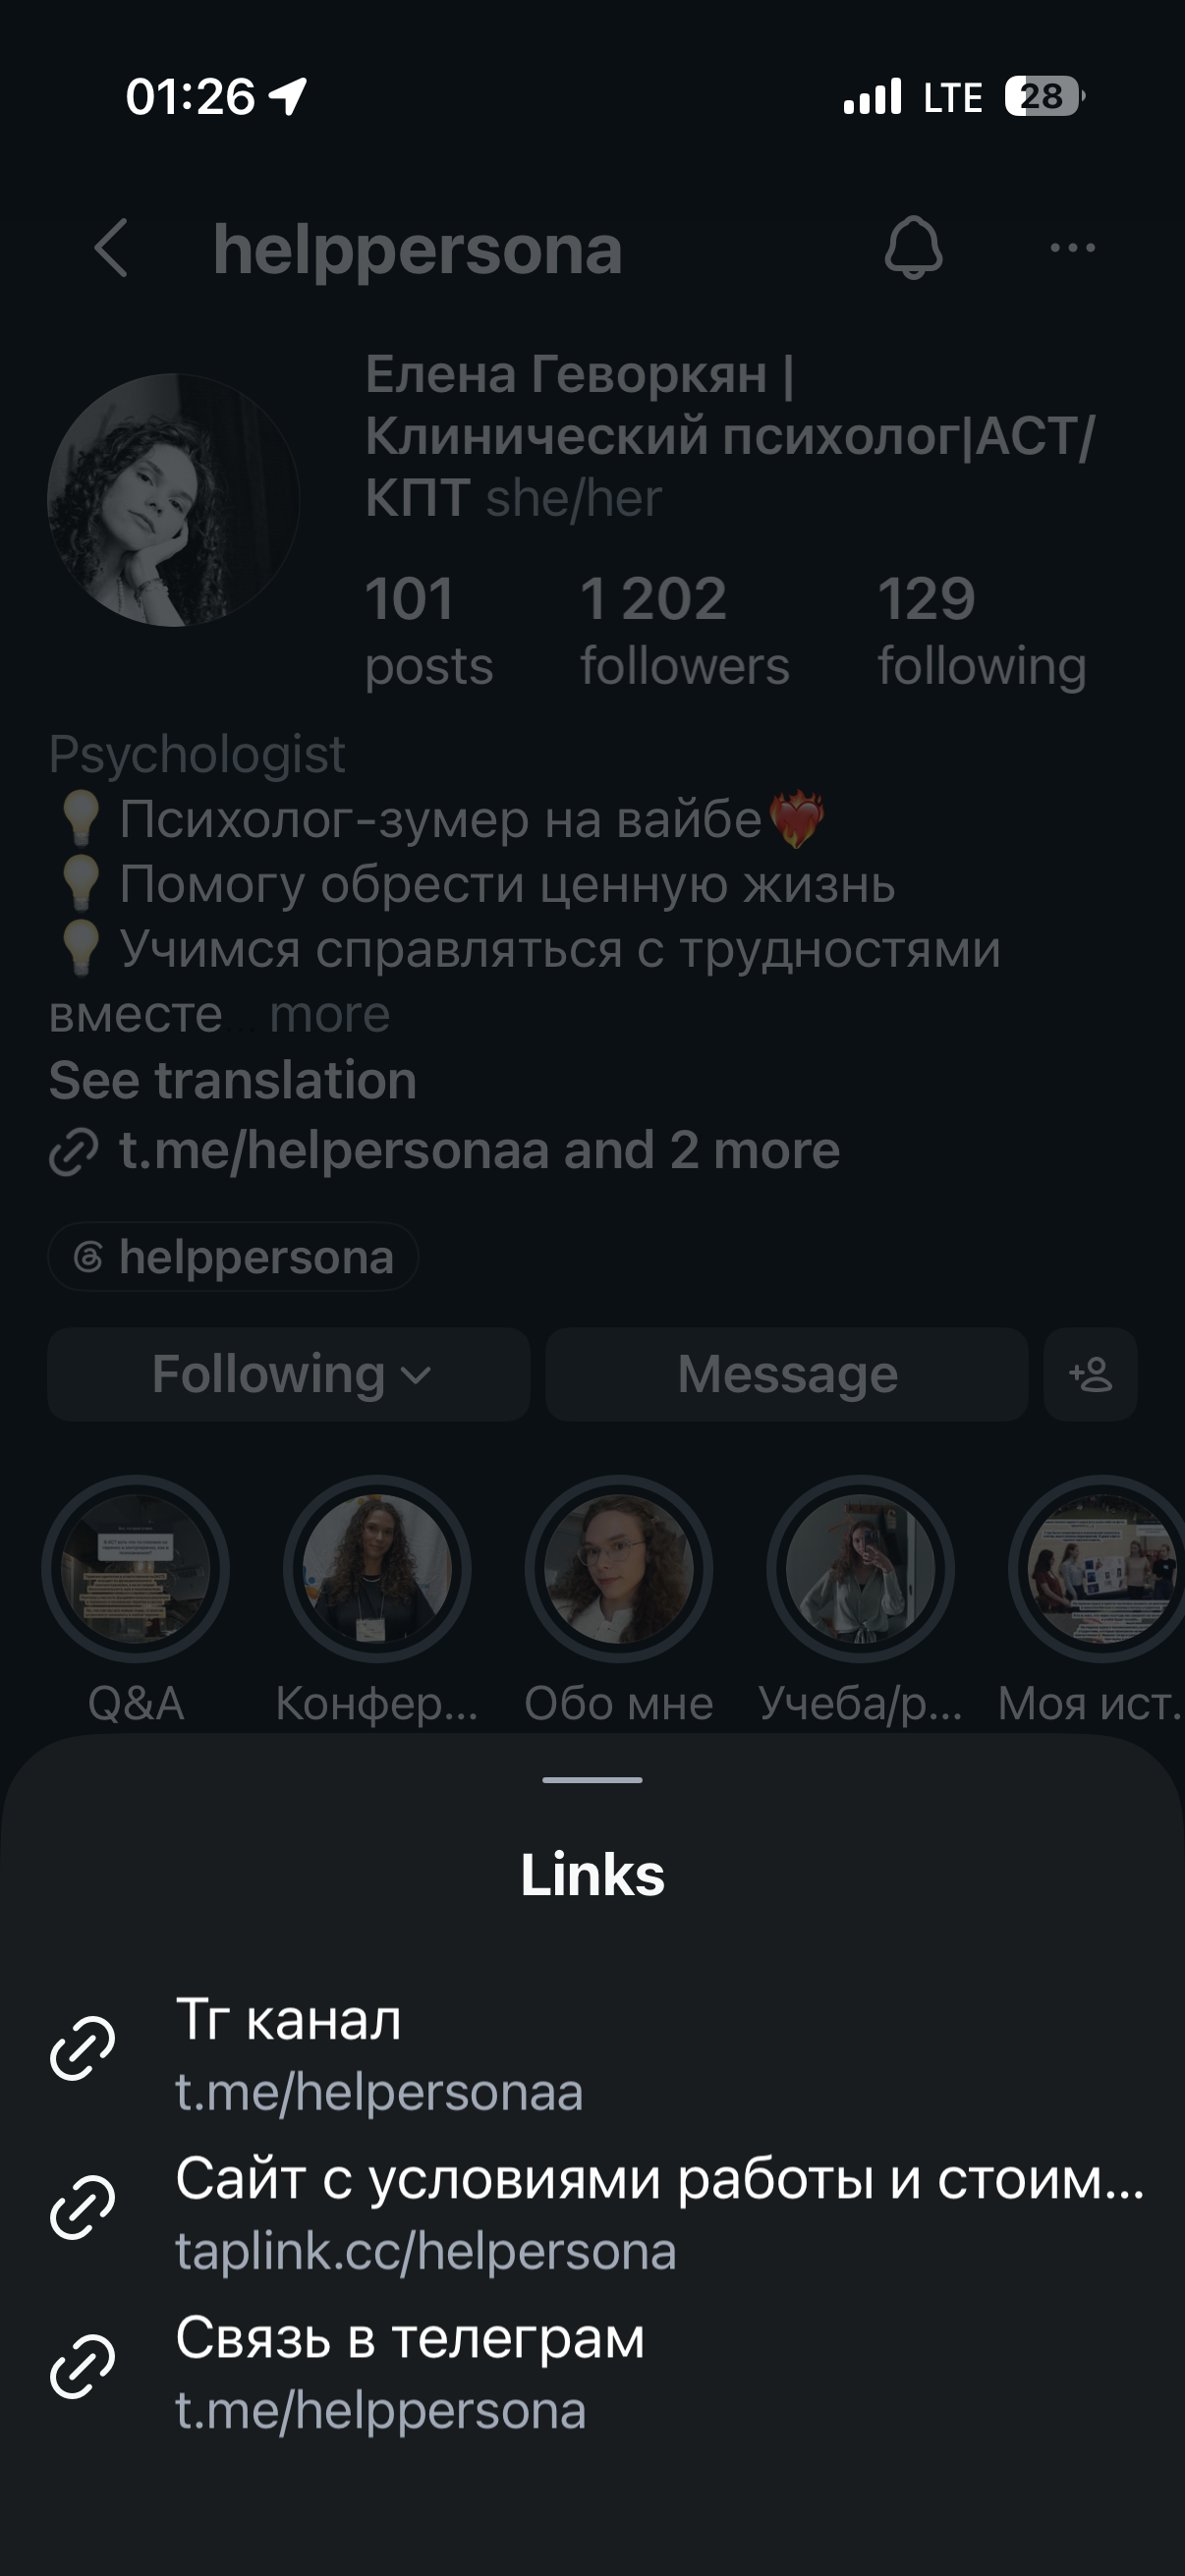 01:26
LTE 28
helppersona
Елена Геворкян |
Клинический психолог|АСТ/
КПТ she/her
101 1 202 129
posts followers following
Psychologist
💡 Психолог-зумер на вайбе❤️‍🔥
💡 Помогу обрести ценную жизнь
💡 Учимся справляться с трудностями
вместе... more
See translation
t.me/helpersonaa and 2 more
helppersona
Following Message
Q&A Конфер... Обо мне Учеба/р... Моя ист.
Links
Тг канал
t.me/helpersonaa
Сайт с условиями работы и стоим...
taplink.cc/helpersona
Связь в телеграм
t.me/helppersona